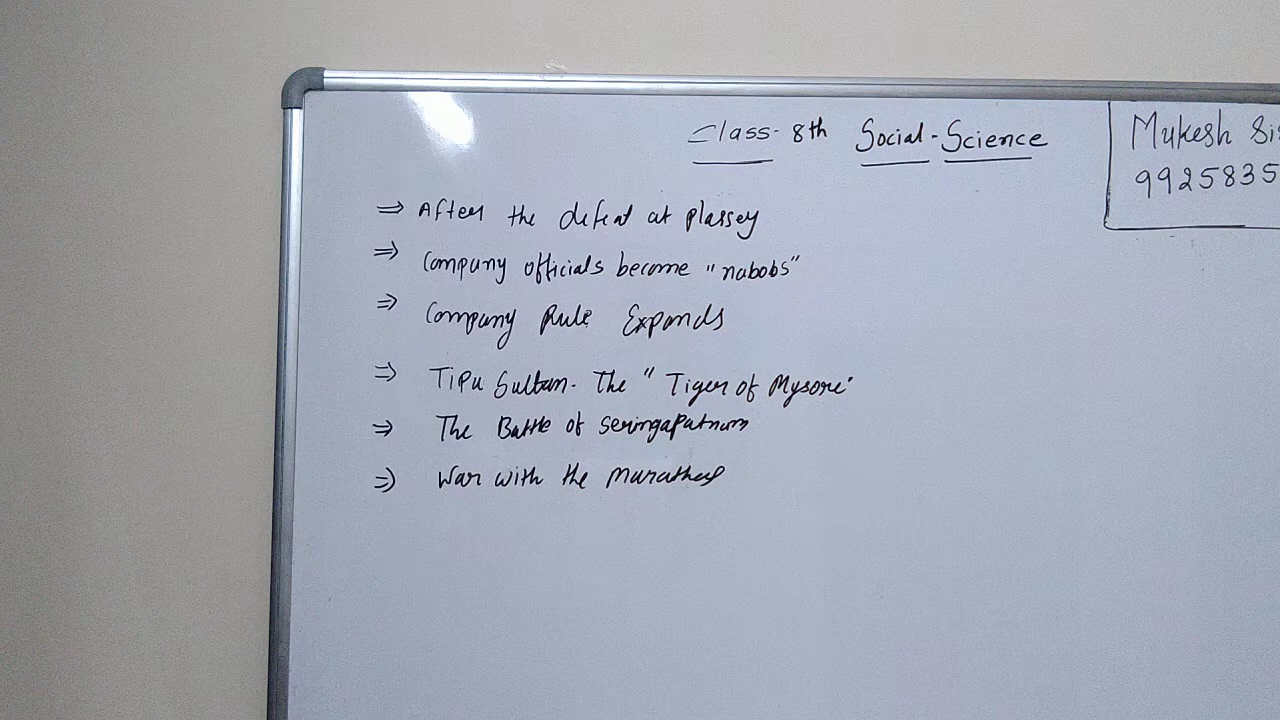 Class- 8th Social-Science
Mukesh
9925835
⇒ After the defeat at plassey
⇒ Company officials become "nabobs"
⇒ Company Rule Expands
⇒ Tipu Sultan- The "Tiger of Mysore"
⇒ The Battle of Seringapatnam
⇒ War with the Marathas